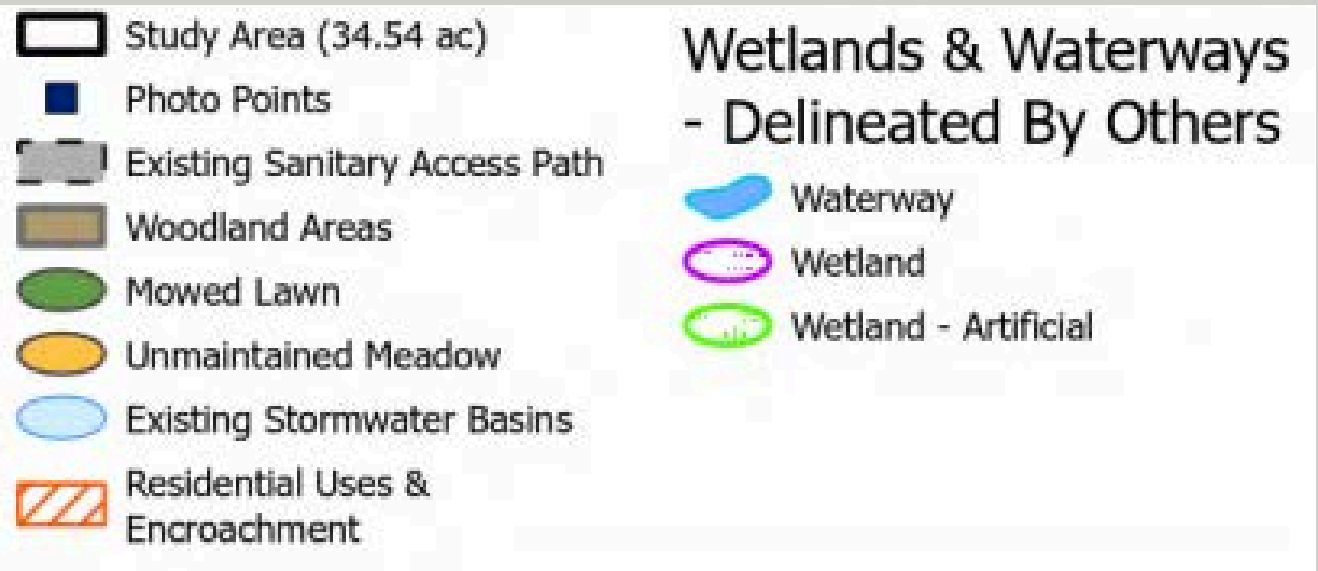 Study Area (34.54 ac)
Photo Points
Existing Sanitary Access Path
Woodland Areas
Mowed Lawn
Unmaintained Meadow
Existing Stormwater Basins
Residential Uses &
Encroachment
Wetlands & Waterways
- Delineated By Others
Waterway
Wetland
Wetland - Artificial